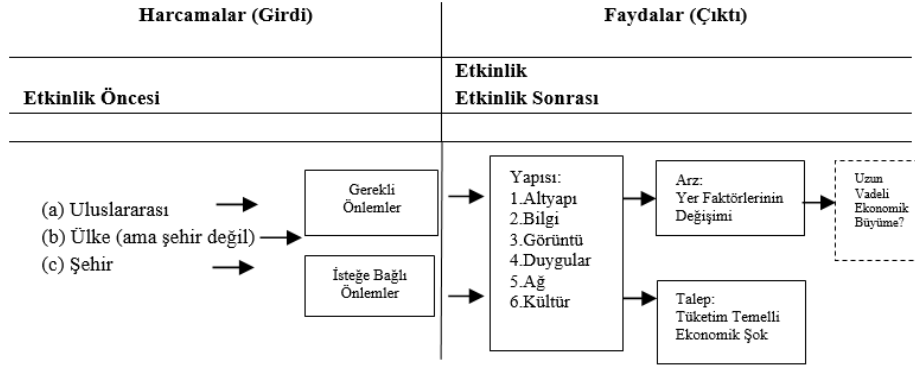 Harcamalar (Girdi)
Faydalar (Çıktı)
Etkinlik Öncesi
Etkinlik
Etkinlik Sonrası
(a) Uluslararası
(b) Ülke (ama şehir değil)
(c) Şehir
Gerekli
Önlemler
İsteğe Bağlı
Önlemler
Yapısı:
1.Altyapı
2.Bilgi
3.Görüntü
4.Duygular
5.Ağ
6.Kültür
Arz:
Yer Faktörlerinin
Değişimi
Talep:
Tüketim Temelli
Ekonomik Şok
Uzun
Vadeli
Ekonomik
Büyüme?